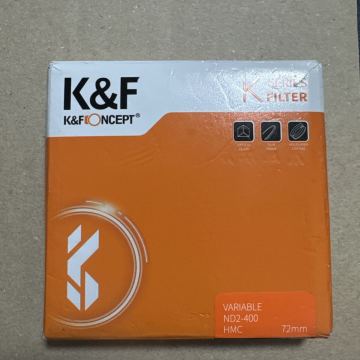 K&F
K&F CONCEPT®
K SERIES
FILTER
VARIABLE
ND2-400
HMC 72mm